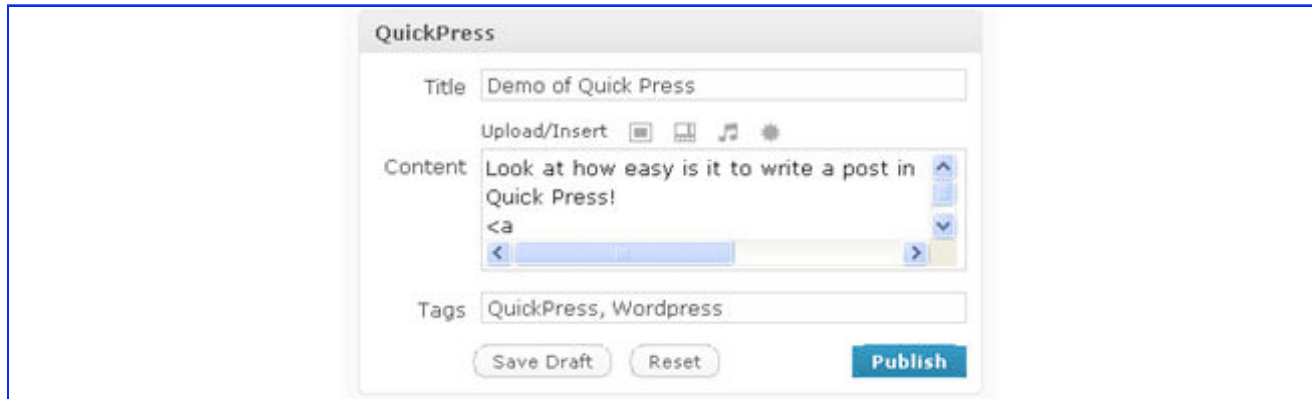 QuickPress
Title Demo of Quick Press
Upload/Insert
Content Look at how easy is it to write a post in
Quick Press!
<a
Tags QuickPress, Wordpress
Save Draft Reset Publish